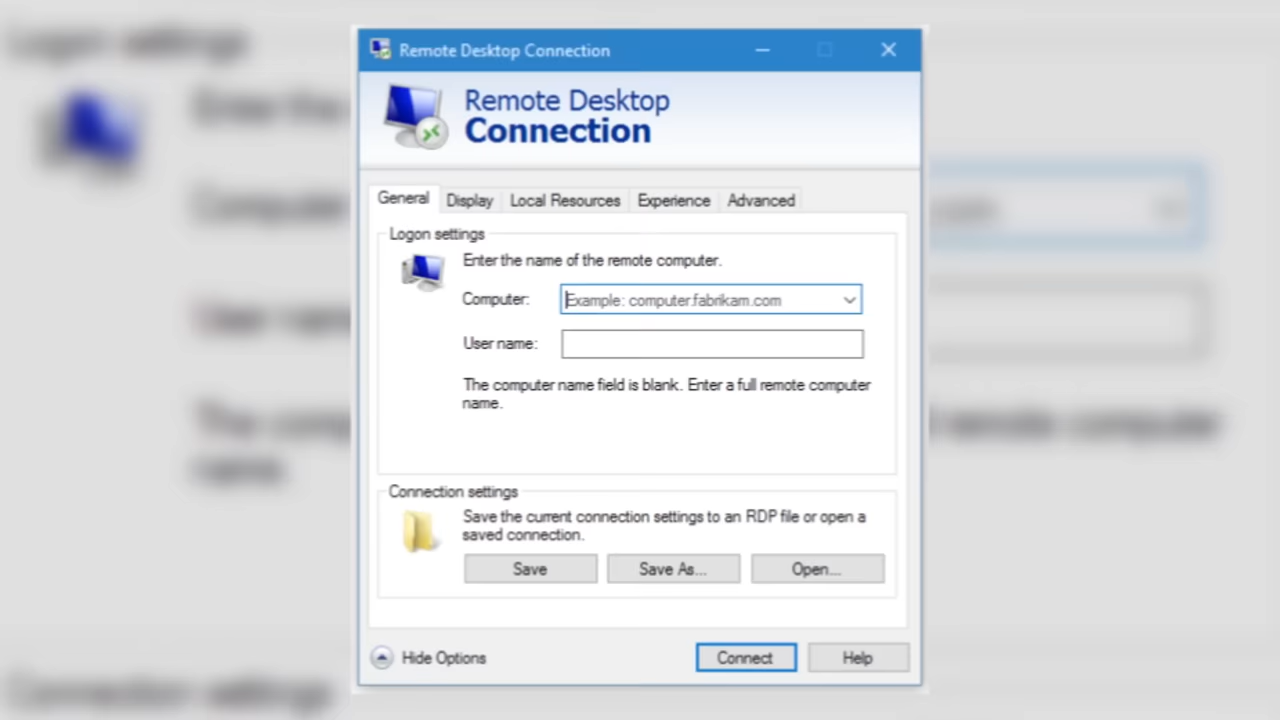 Remote Desktop Connection
Remote Desktop
Connection
General Display Local Resources Experience Advanced
Logon settings
Enter the name of the remote computer.
Computer: Example: computer.fabrikam.com
User name:
The computer name field is blank. Enter a full remote computer
name.
Connection settings
Save the current connection settings to an RDP file or open a
saved connection.
Save Save As... Open...
Hide Options Connect Help